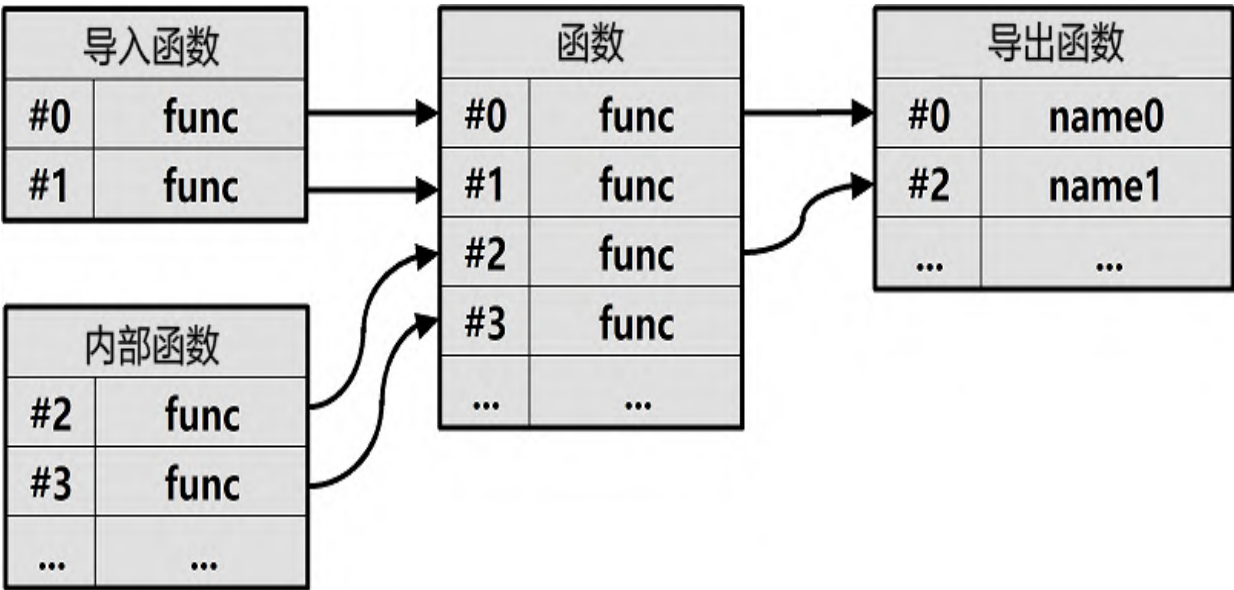 导入函数
#0 func
#1 func
内部函数
#2 func
#3 func
... ...
函数
#0 func
#1 func
#2 func
#3 func
... ...
导出函数
#0 name0
#2 name1
... ...